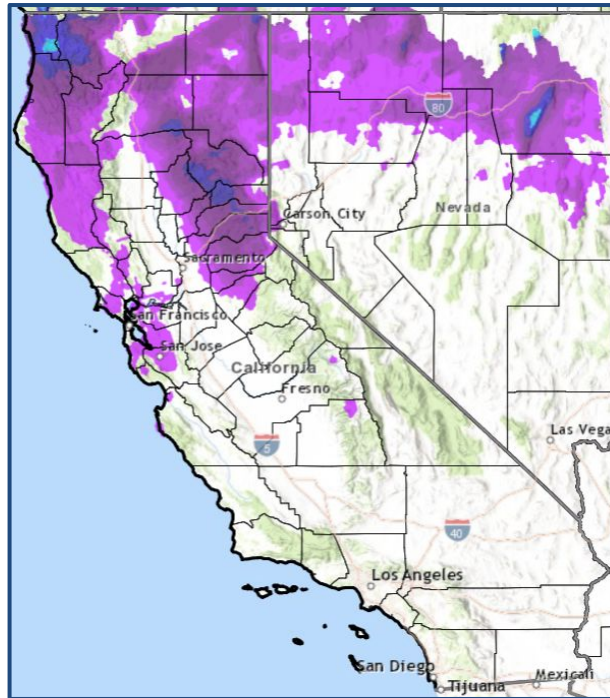 80
Carson City
Nevada
Sacramento
San Francisco
San Jose
California
Fresno
Las Vega
5
40
Los Angeles
San Diego
Tijuana
Mexicali